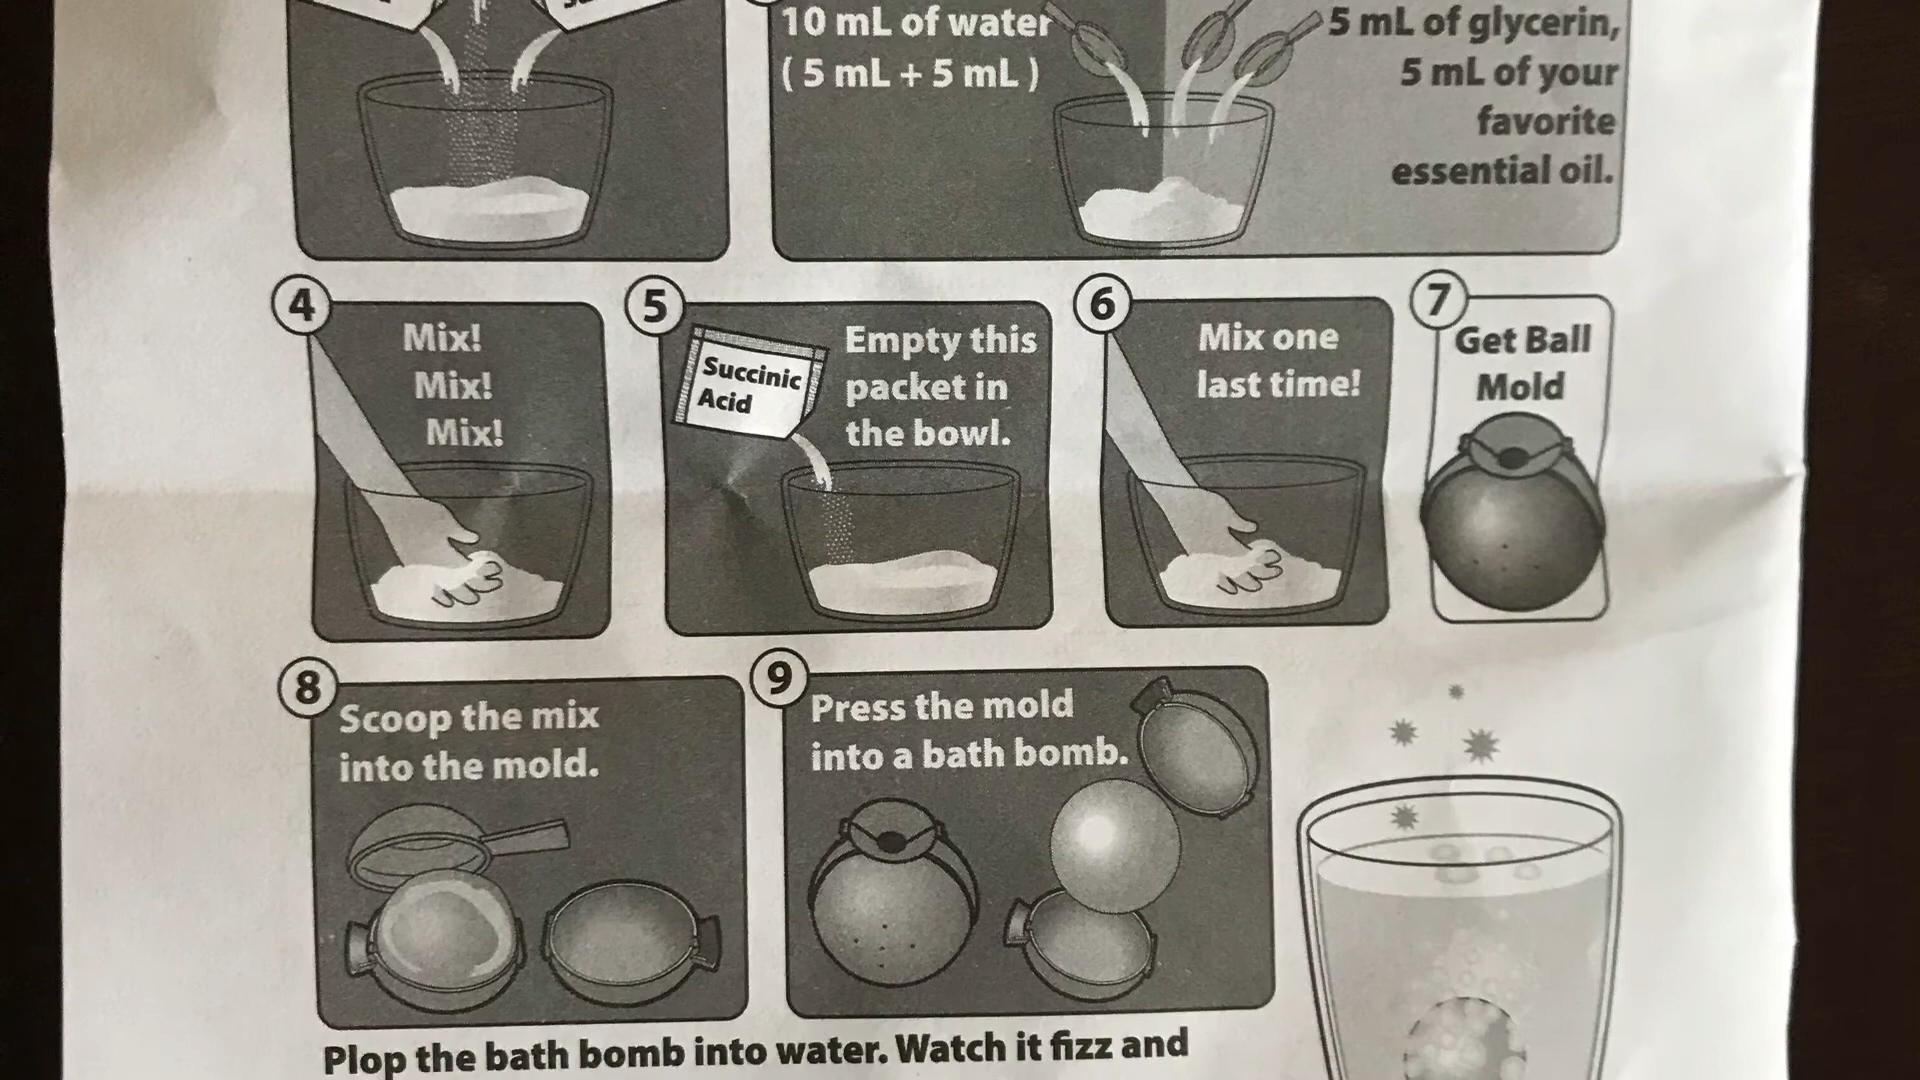 10 mL of water
( 5 mL + 5 mL )
5 mL of glycerin,
5 mL of your
favorite
essential oil.
4
Mix!
Mix!
Mix!
5
Succinic
Acid
Empty this
packet in
the bowl.
6
Mix one
last time!
7
Get Ball
Mold
8
Scoop the mix
into the mold.
9
Press the mold
into a bath bomb.
Plop the bath bomb into water. Watch it fizz and